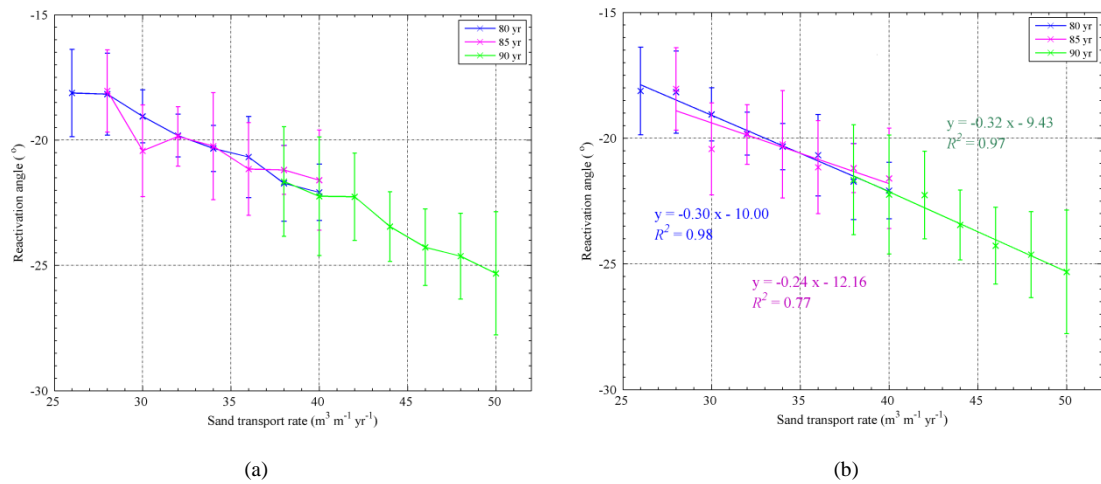 -15
-20
-25
-30
25
30
35
40
45
50
Reactivation angle (°)
Sand transport rate (m³ m⁻¹ yr⁻¹)
80 yr
85 yr
90 yr
(a)
-15
-20
-25
-30
25
30
35
40
45
50
Reactivation angle (°)
Sand transport rate (m³ m⁻¹ yr⁻¹)
80 yr
85 yr
90 yr
y = -0.32 x - 9.43
R² = 0.97
y = -0.30 x - 10.00
R² = 0.98
y = -0.24 x - 12.16
R² = 0.77
(b)